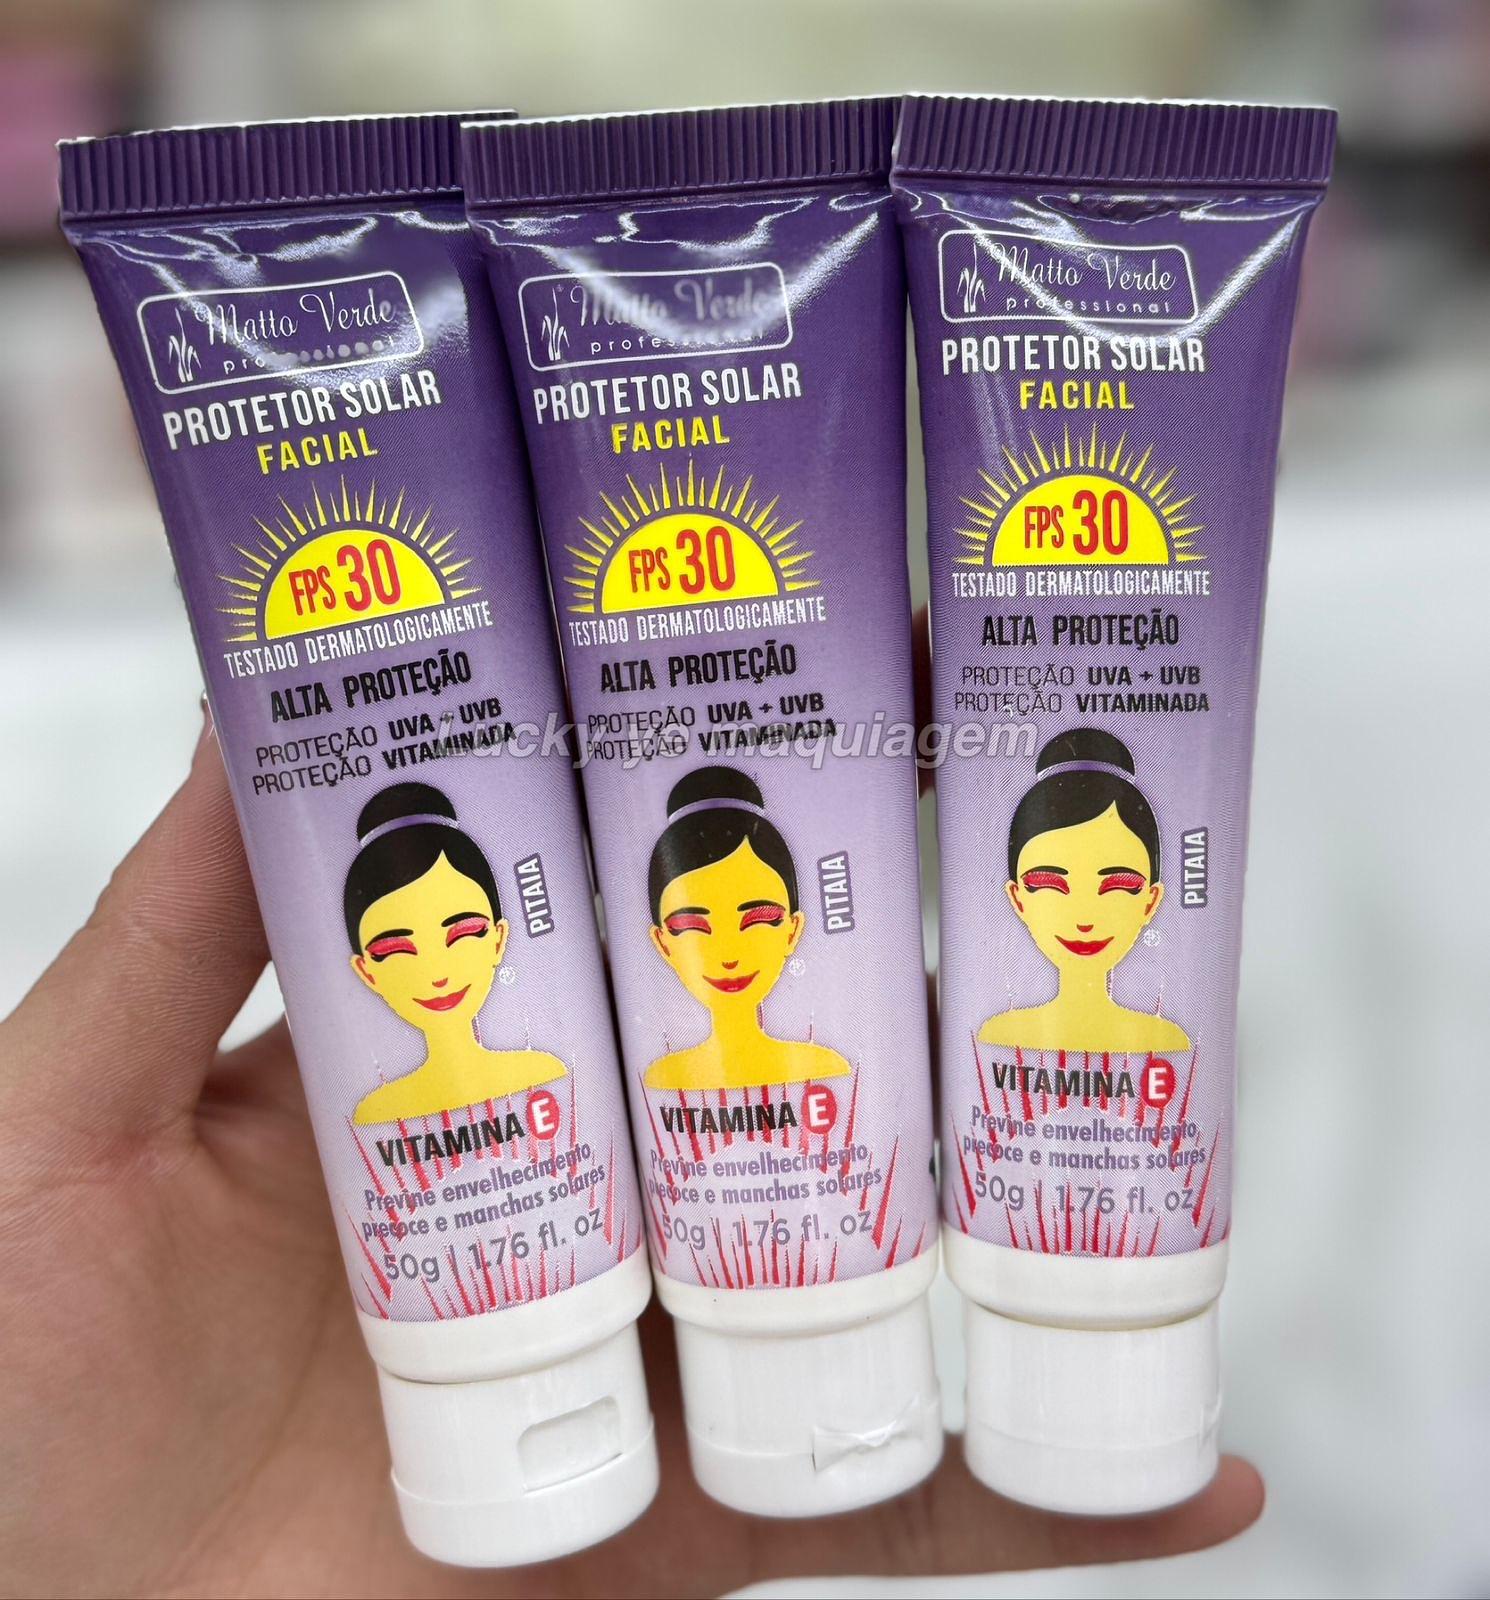 Matto Verde
professional
PROTETOR SOLAR
FACIAL
FPS 30
TESTADO DERMATOLOGICAMENTE
ALTA PROTEÇÃO
PROTEÇÃO UVA + UVB
PROTEÇÃO VITAMINADA
PITAIA
VITAMINA E
Previne envelhecimento
precoce e manchas solares
50g | 1.76 fl. oz
Matto Verde
professional
PROTETOR SOLAR
FACIAL
FPS 30
TESTADO DERMATOLOGICAMENTE
ALTA PROTEÇÃO
PROTEÇÃO UVA + UVB
PROTEÇÃO VITAMINADA
PITAIA
VITAMINA E
Previne envelhecimento
precoce e manchas solares
50g | 1.76 fl. oz
Matto Verde
professional
PROTETOR SOLAR
FACIAL
FPS 30
TESTADO DERMATOLOGICAMENTE
ALTA PROTEÇÃO
PROTEÇÃO UVA + UVB
PROTEÇÃO VITAMINADA
PITAIA
VITAMINA E
Previne envelhecimento
precoce e manchas solares
50g | 1.76 fl. oz
Lucky yo maquiagem